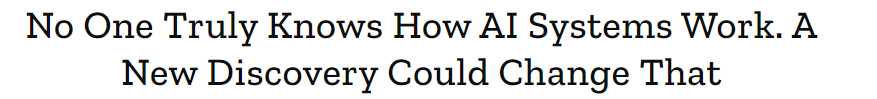 No One Truly Knows How AI Systems Work. A
New Discovery Could Change That